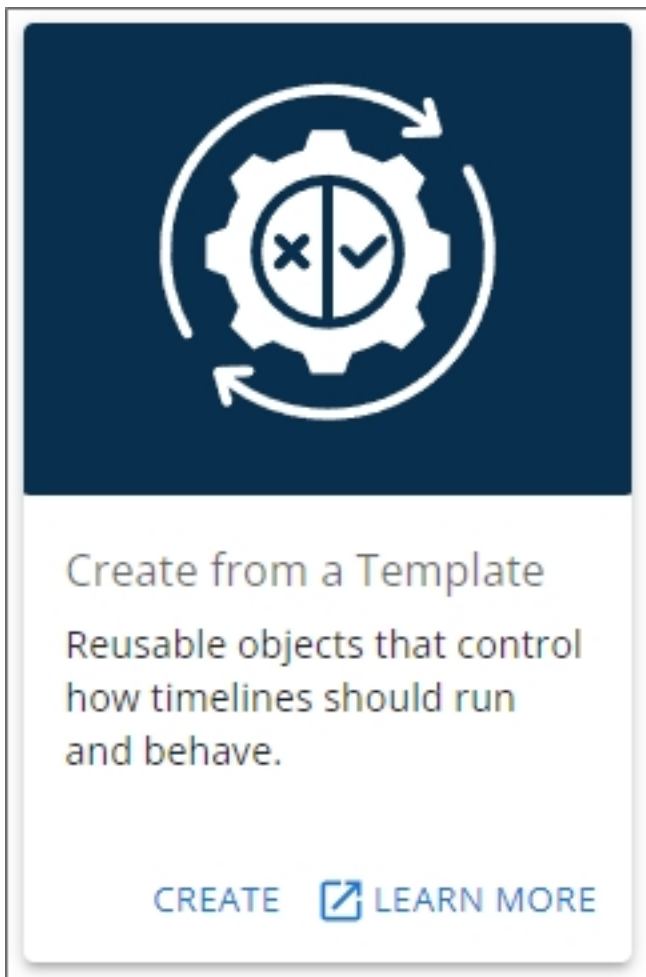 Create from a Template
Reusable objects that control
how timelines should run
and behave.
CREATE LEARN MORE